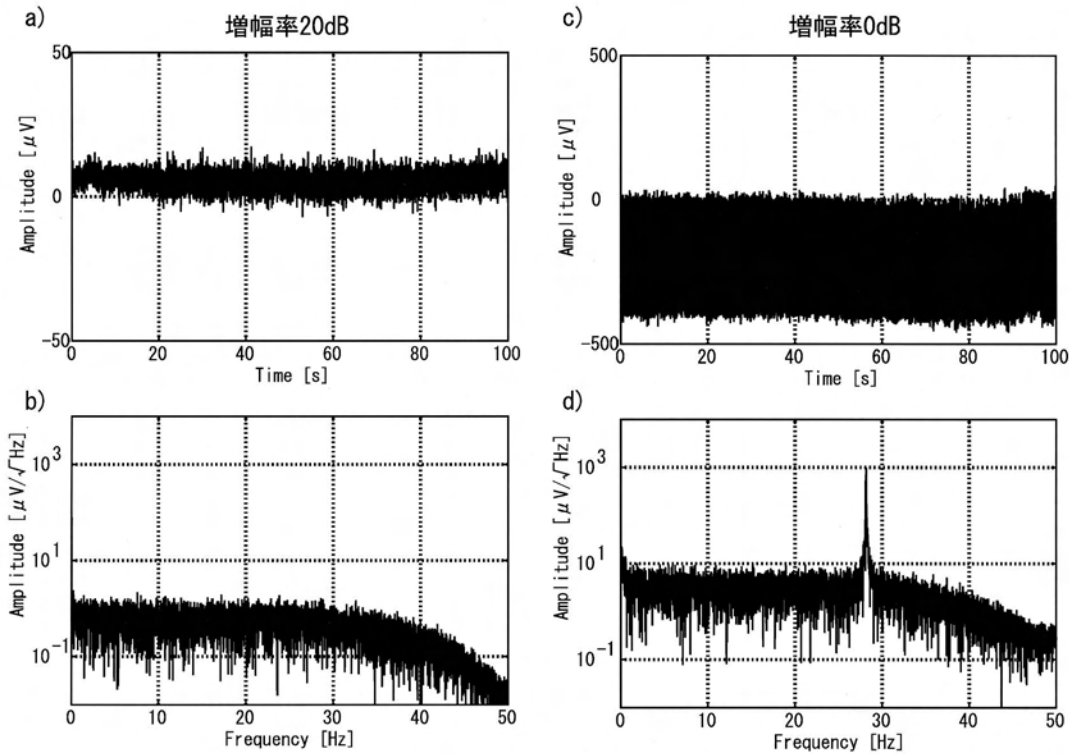 a)
増幅率20dB
50
0
-50
Amplitude [μV]
0 20 40 60 80 100
Time [s]
b)
10³
10¹
10⁻¹
Amplitude [μV/√Hz]
0 10 20 30 40 50
Frequency [Hz]
c)
増幅率0dB
500
0
-500
Amplitude [μV]
0 20 40 60 80 100
Time [s]
d)
10³
10¹
10⁻¹
Amplitude [μV/√Hz]
0 10 20 30 40 50
Frequency [Hz]